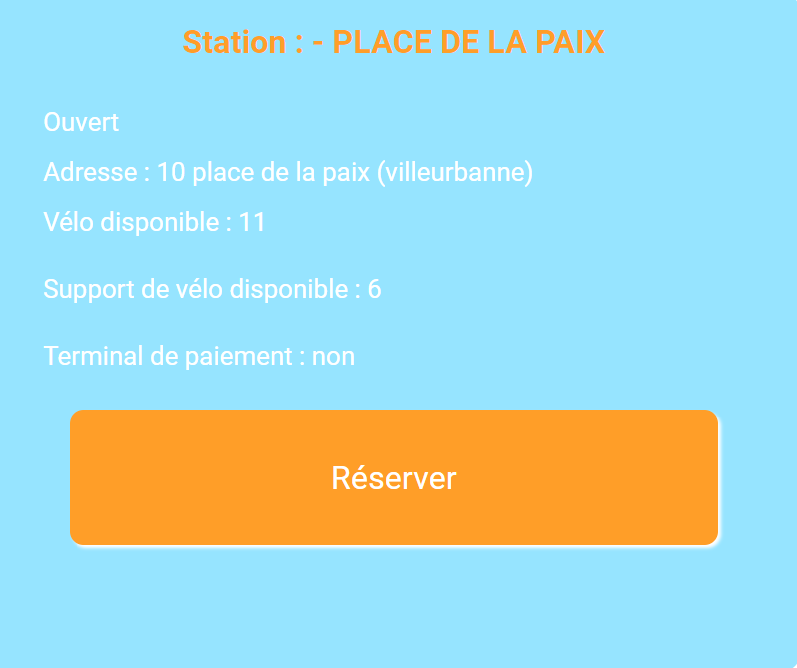 Station : - PLACE DE LA PAIX
Ouvert
Adresse : 10 place de la paix (villeurbanne)
Vélo disponible : 11
Support de vélo disponible : 6
Terminal de paiement : non
Réserver